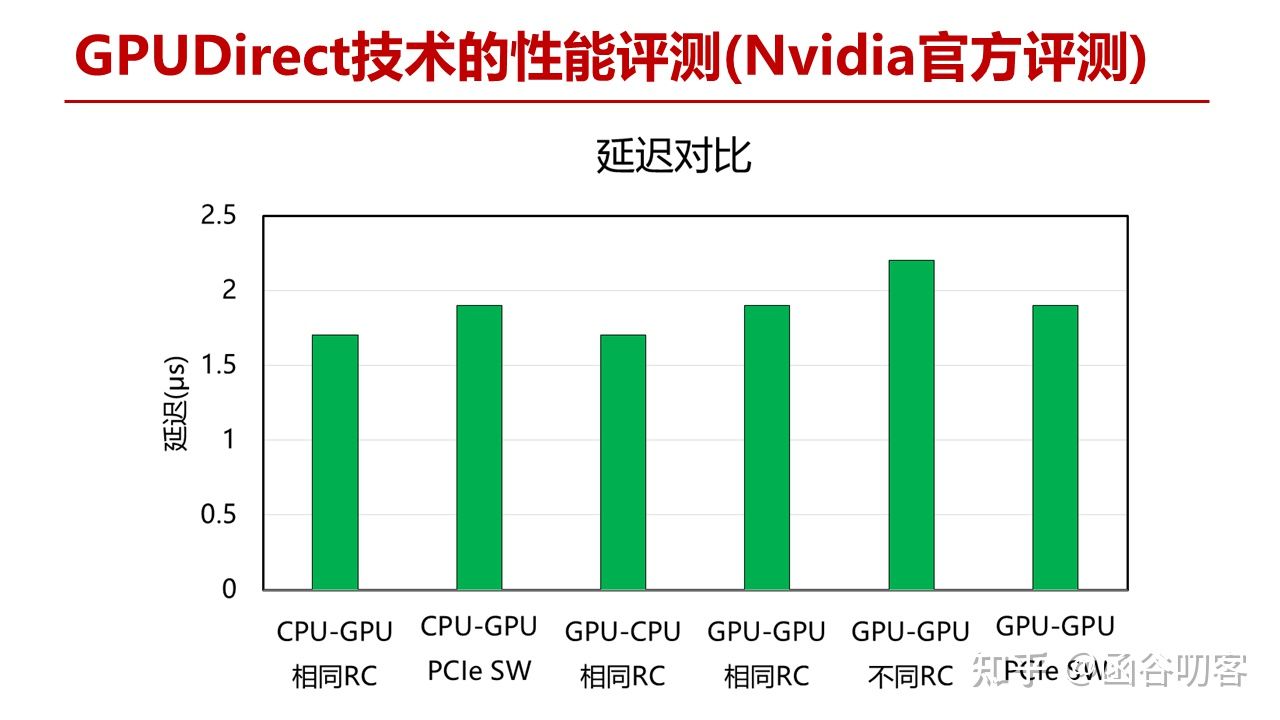 GPUDirect技术的性能评测(Nvidia官方评测)
延迟对比
延迟(μs)
2.5
2
1.5
1
0.5
0
CPU-GPU
相同RC
CPU-GPU
PCIe SW
GPU-CPU
相同RC
GPU-GPU
相同RC
GPU-GPU
不同RC
GPU-GPU
PCIe SW
知乎 @函谷叨客